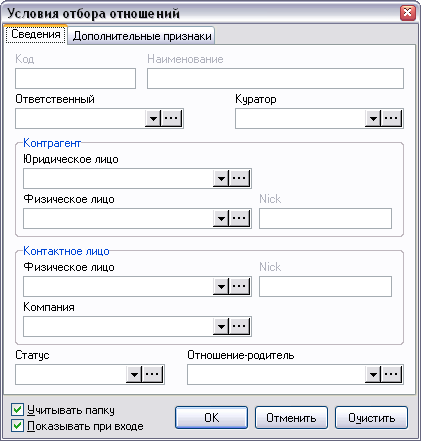 Условия отбора отношений
Сведения Дополнительные признаки
Код Наименование
Ответственный Куратор
Контрагент
Юридическое лицо
Физическое лицо Nick
Контактное лицо
Физическое лицо Nick
Компания
Статус Отношение-родитель
Учитывать папку
Показывать при входе
OK Отменить Очистить